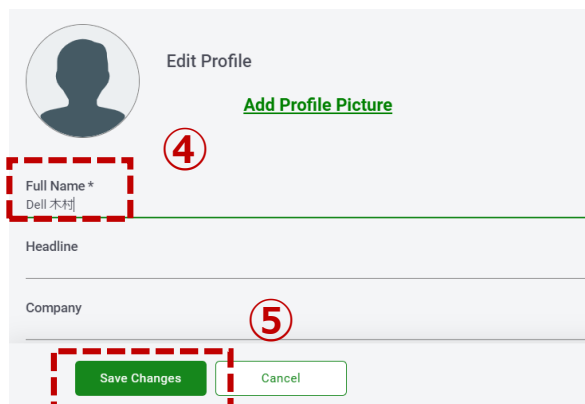 Edit Profile
Add Profile Picture
④
Full Name *
Dell 木村
Headline
Company
⑤
Save Changes
Cancel